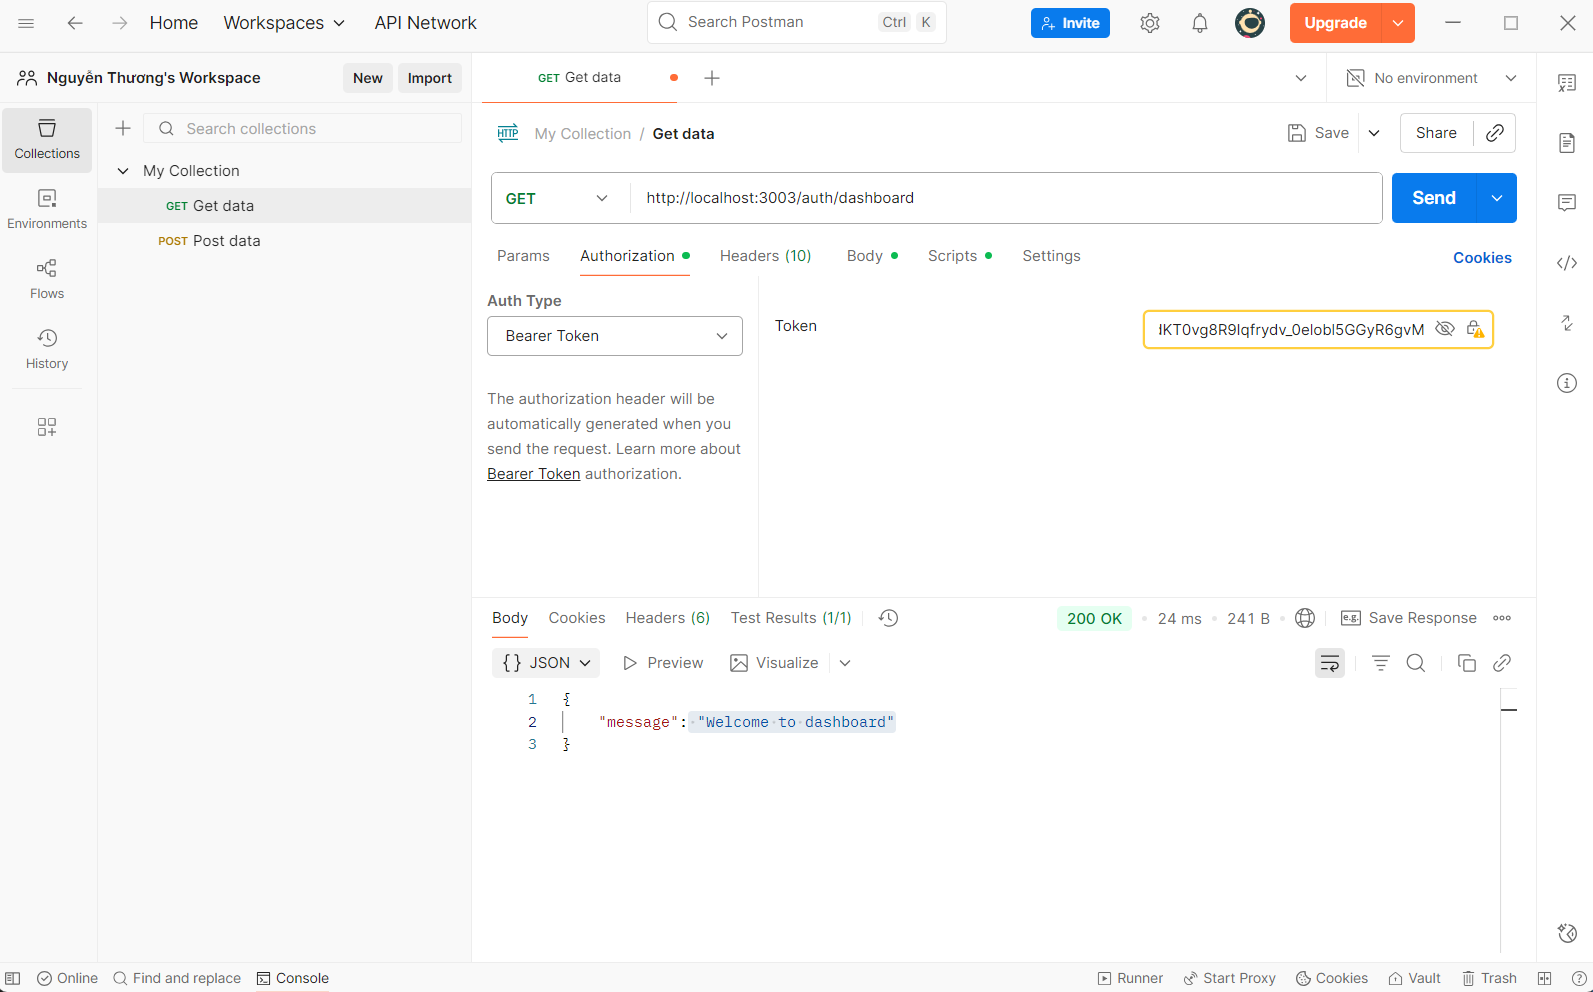 Home Workspaces API Network Search Postman Ctrl K Invite Upgrade
Nguyễn Thương's Workspace New Import
GET Get data No environment
Collections
Environments
Flows
History
Search collections
My Collection
GET Get data
POST Post data
HTTP My Collection / Get data Save Share
GET http://localhost:3003/auth/dashboard Send
Params Authorization Headers (10) Body Scripts Settings Cookies
Auth Type
Bearer Token
The authorization header will be
automatically generated when you
send the request. Learn more about
Bearer Token authorization.
Token KT0vg8R9lqfrydv_0elobl5GGyR6gvM
Body Cookies Headers (6) Test Results (1/1) 200 OK 24 ms 241 B e.g. Save Response
{} JSON Preview Visualize
1 {
2 "message": "Welcome to dashboard"
3 }
Online Find and replace Console Runner Start Proxy Cookies Vault Trash